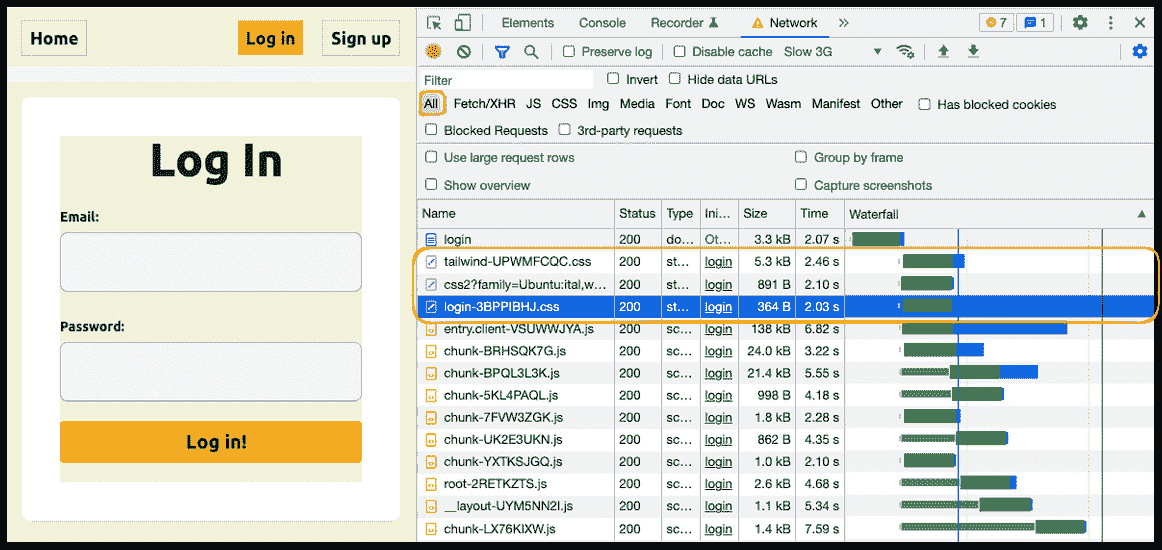 Home Log in Sign up
Log In
Email:
Password:
Log in!
Elements Console Recorder Network » 7 1
Preserve log Disable cache Slow 3G
Filter Invert Hide data URLs
All Fetch/XHR JS CSS Img Media Font Doc WS Wasm Manifest Other Has blocked cookies
Blocked Requests 3rd-party requests
Use large request rows Group by frame
Show overview Capture screenshots
Name Status Type Ini... Size Time Waterfall
login 200 do... Ot... 3.3 kB 2.07 s
tailwind-UPWMFCQC.css 200 st... login 5.3 kB 2.46 s
css2?family=Ubuntu:ital,w... 200 st... login 891 B 2.10 s
login-3BPPIBHJ.css 200 st... login 364 B 2.03 s
entry.client-VSUWWJYA.js 200 sc... login 138 kB 6.82 s
chunk-BRHSQK7G.js 200 sc... login 24.0 kB 3.22 s
chunk-BPQL3L3K.js 200 sc... login 21.4 kB 5.55 s
chunk-5KL4PAQL.js 200 sc... login 998 B 4.18 s
chunk-7FVW3ZGK.js 200 sc... login 1.8 kB 2.28 s
chunk-UK2E3UKN.js 200 sc... login 862 B 4.35 s
chunk-YXTKSJGQ.js 200 sc... login 1.0 kB 2.10 s
root-2RETKZTS.js 200 sc... login 2.6 kB 4.68 s
__layout-UYM5NN2I.js 200 sc... login 1.1 kB 5.34 s
chunk-LX76KIXW.js 200 sc... login 1.4 kB 7.59 s